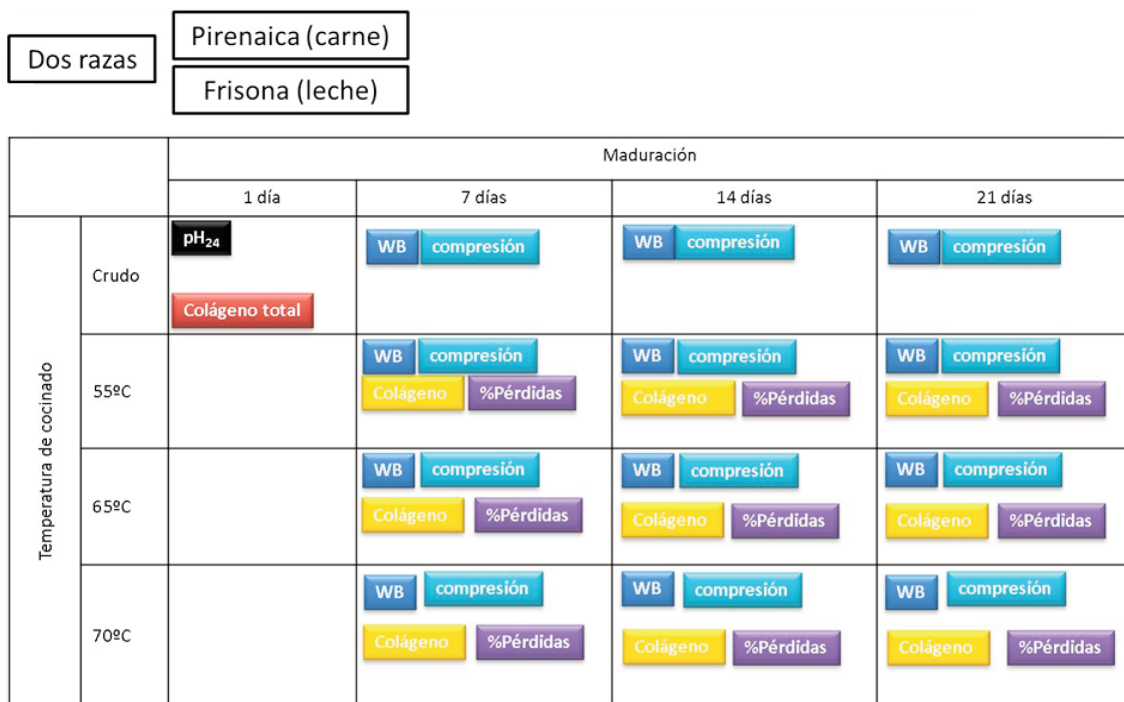 Dos razas
Pirenaica (carne)
Frisona (leche)
Maduración
1 día 7 días 14 días 21 días
Temperatura de cocinado
Crudo
pH24
Colágeno total
WB compresión WB compresión WB compresión
55ºC
WB compresión WB compresión WB compresión
Colágeno %Pérdidas Colágeno %Pérdidas Colágeno %Pérdidas
65ºC
WB compresión WB compresión WB compresión
Colágeno %Pérdidas Colágeno %Pérdidas Colágeno %Pérdidas
70ºC
WB compresión WB compresión WB compresión
Colágeno %Pérdidas Colágeno %Pérdidas Colágeno %Pérdidas